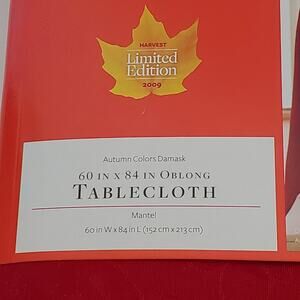 HARVEST
Limited
Edition
2009
Autumn Colors Damask
60 IN X 84 IN OBLONG
TABLECLOTH
Mantel
60 in W x 84 in L (152 cm x 213 cm)